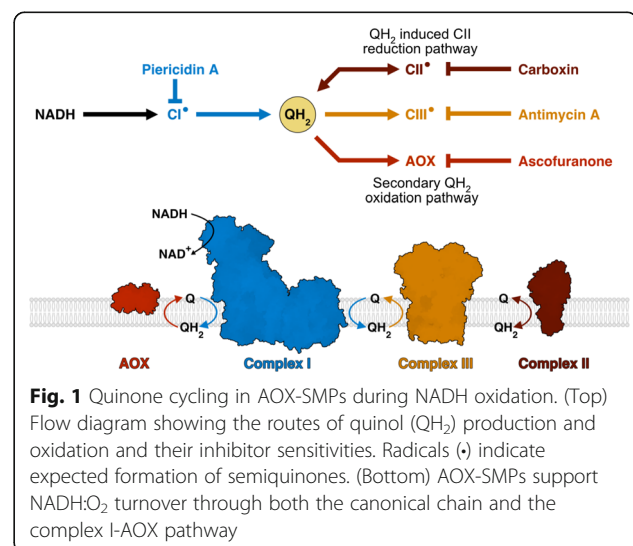 QH2 induced CII
reduction pathway
Piericidin A
CII•
Carboxin
NADH
CI•
QH2
CIII•
Antimycin A
AOX
Ascofuranone
Secondary QH2
oxidation pathway
NADH
NAD+
Q
Q
Q
QH2
QH2
QH2
AOX
Complex I
Complex III
Complex II
Fig. 1 Quinone cycling in AOX-SMPs during NADH oxidation. (Top)
Flow diagram showing the routes of quinol (QH2) production and
oxidation and their inhibitor sensitivities. Radicals (•) indicate
expected formation of semiquinones. (Bottom) AOX-SMPs support
NADH:O2 turnover through both the canonical chain and the
complex I-AOX pathway